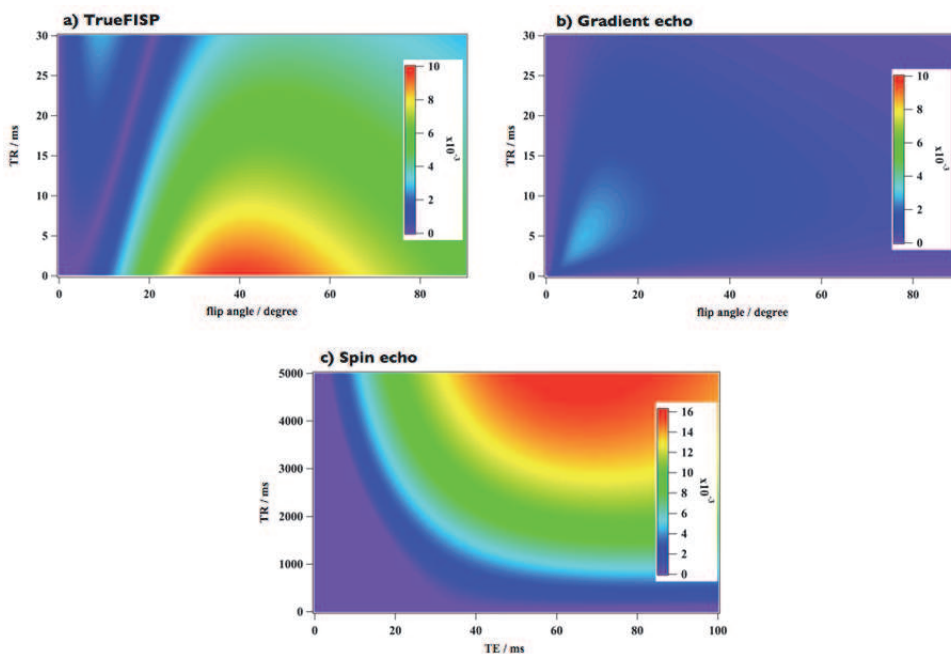 a) TrueFISP
30
25
20
15
10
5
0
TR / ms
0 20 40 60 80
flip angle / degree
10
8
6
4
2
0
x10⁻³
b) Gradient echo
30
25
20
15
10
5
0
TR / ms
0 20 40 60 80
flip angle / degree
10
8
6
4
2
0
x10⁻³
c) Spin echo
5000
4000
3000
2000
1000
0
TR / ms
0 20 40 60 80 100
TE / ms
16
14
12
10
8
6
4
2
0
x10⁻³